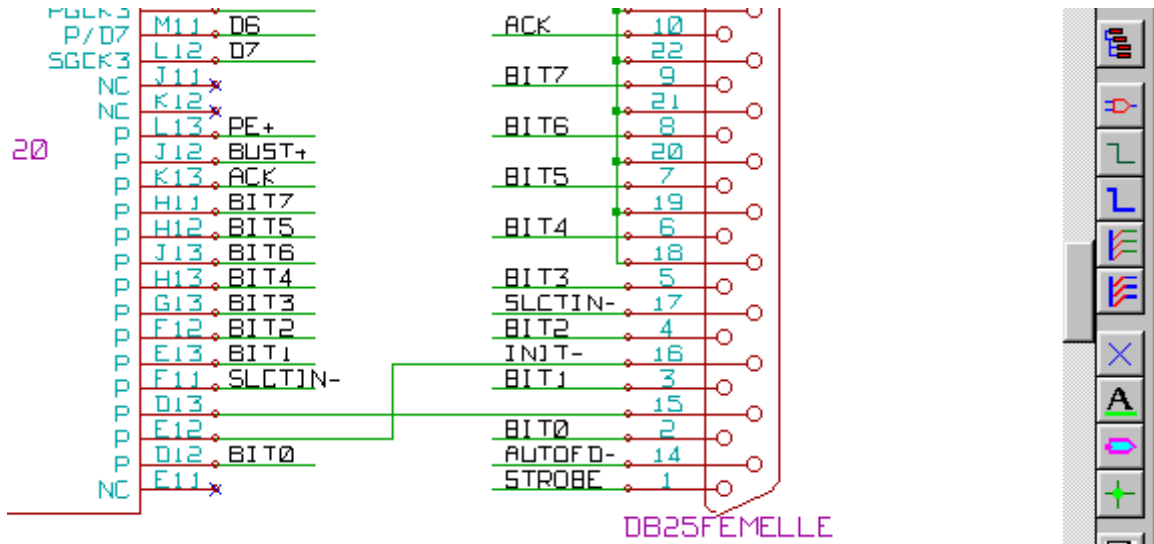 PGCK3
P/D7 M11 D6 ACK 10
SGCK3 L12 D7 22
NC J11 BIT7 9
NC K12 21
P L13 PE+ BIT6 8
20 P J12 BUST+ 20
P K13 ACK BIT5 7
P H11 BIT7 19
P H12 BIT5 BIT4 6
P J13 BIT6 18
P H13 BIT4 BIT3 5
P G13 BIT3 SLCTIN- 17
P F12 BIT2 BIT2 4
P E13 BIT1 INIT- 16
P F11 SLCTIN- BIT1 3
P D13 15
P E12 BIT0 2
P D12 BIT0 AUTOFD- 14
NC E11 STROBE 1
DB25FEMELLE
A